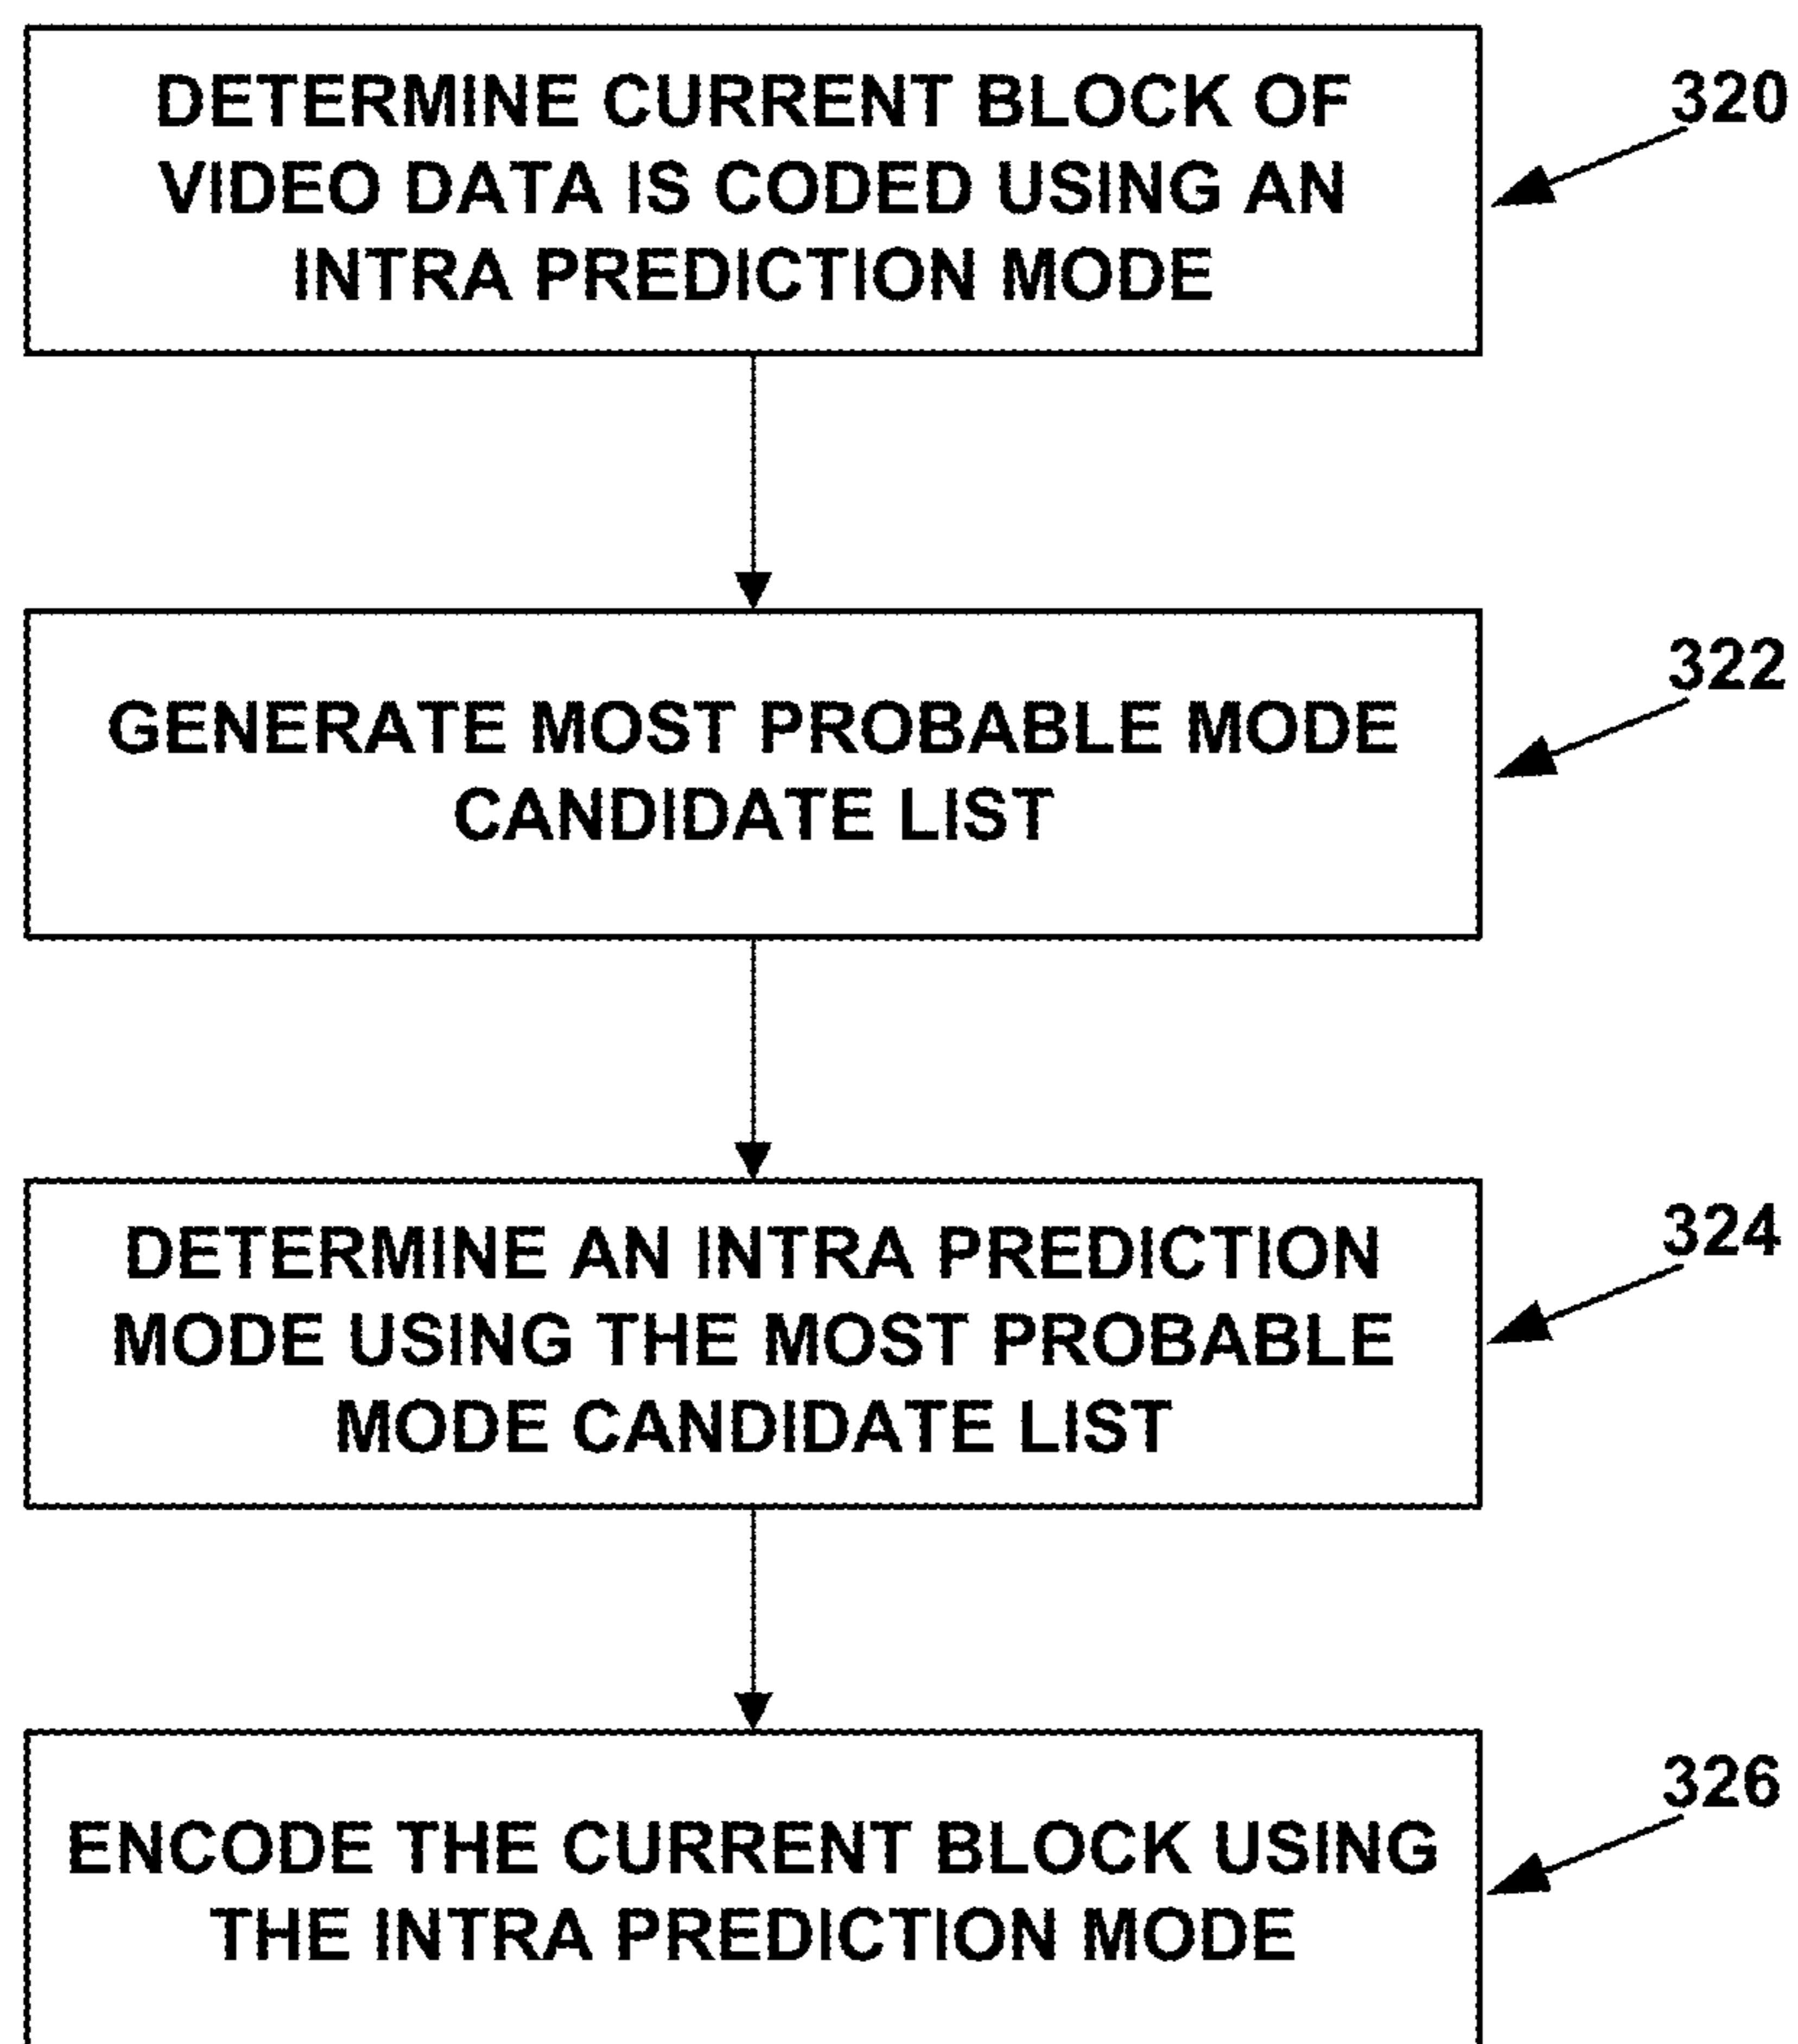 DETERMINE CURRENT BLOCK OF
VIDEO DATA IS CODED USING AN
INTRA PREDICTION MODE
320
GENERATE MOST PROBABLE MODE
CANDIDATE LIST
322
DETERMINE AN INTRA PREDICTION
MODE USING THE MOST PROBABLE
MODE CANDIDATE LIST
324
ENCODE THE CURRENT BLOCK USING
THE INTRA PREDICTION MODE
326